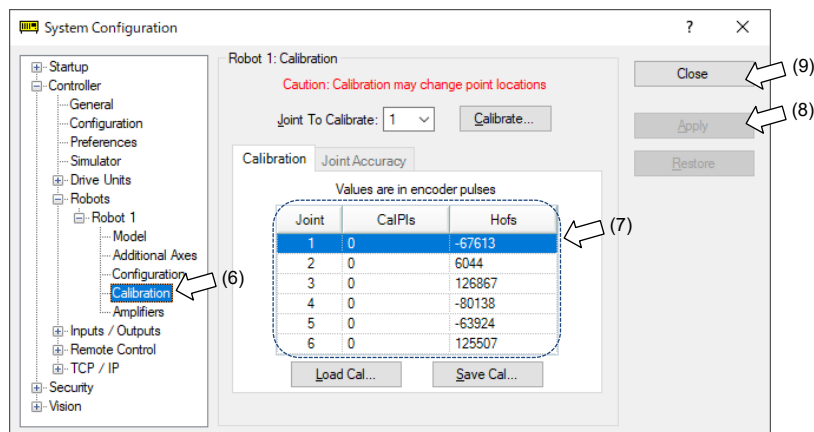 System Configuration
?
Startup
Controller
General
Configuration
Preferences
Simulator
Drive Units
Robots
Robot 1
Model
Additional Axes
Configuration
Calibration
Amplifiers
Inputs / Outputs
Remote Control
TCP / IP
Security
Vision
(6)
Robot 1: Calibration
Caution: Calibration may change point locations
Joint To Calibrate: 1 Calibrate...
Calibration Joint Accuracy
Values are in encoder pulses
Joint CalPls Hofs
1 0 -67613
2 0 6044
3 0 126867
4 0 -80138
5 0 -63924
6 0 125507
(7)
Load Cal... Save Cal...
Close (9)
Apply (8)
Restore